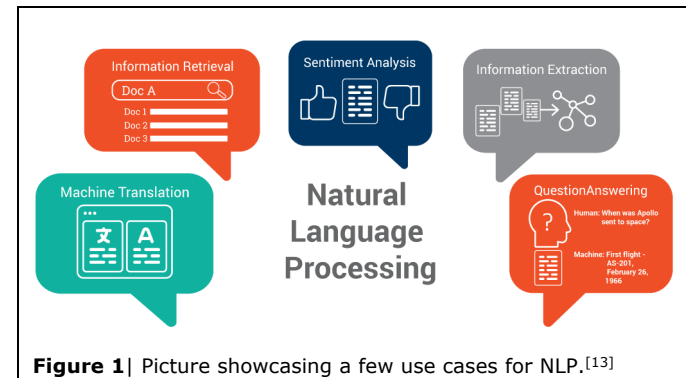 Information Retrieval
Doc A
Doc 1
Doc 2
Doc 3
Sentiment Analysis
Information Extraction
Machine Translation
文 A
Natural
Language
Processing
QuestionAnswering
?
Human: When was Apollo
sent to space?
Machine: First flight -
AS-201,
February 26,
1966
Figure 1| Picture showcasing a few use cases for NLP.[13]